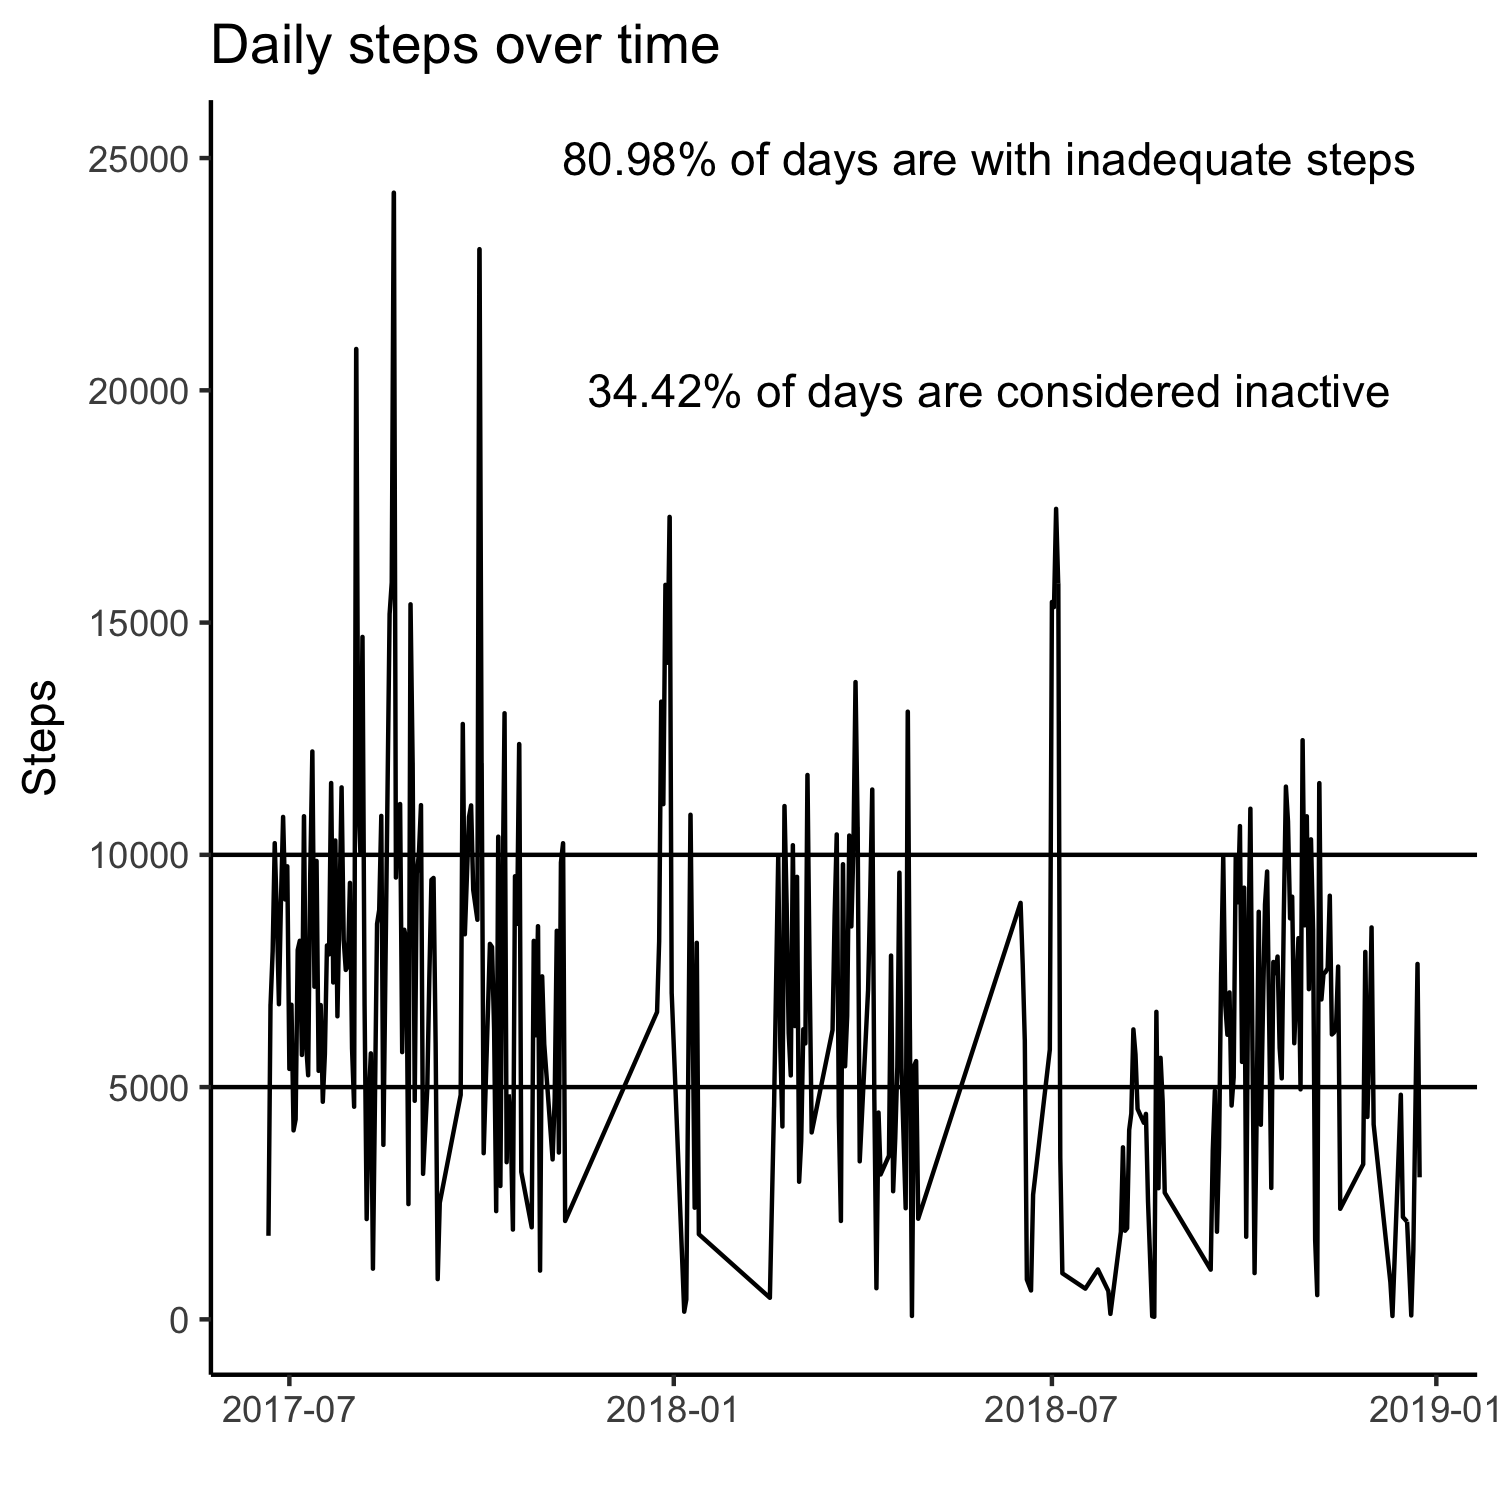 Daily steps over time
80.98% of days are with inadequate steps
34.42% of days are considered inactive
Steps
25000
20000
15000
10000
5000
0
2017-07
2018-01
2018-07
2019-01